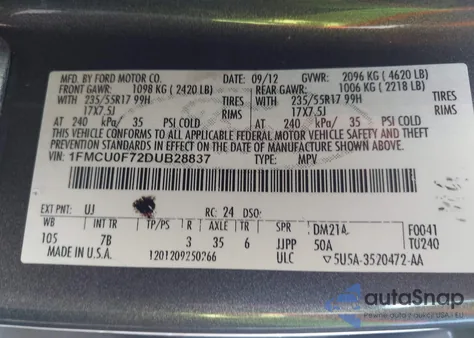 MFD. BY FORD MOTOR CO.
DATE: 09/12 GVWR: 2096 KG ( 4620 LB)
FRONT GAWR: 1098 KG ( 2420 LB) REAR GAWR: 1006 KG ( 2218 LB)
WITH 235/55R17 99H TIRES WITH 235/55R17 99H TIRES
17X7.5J RIMS 17X7.5J RIMS
AT 240 kPa/ 35 PSI COLD AT 240 kPa/ 35 PSI COLD
THIS VEHICLE CONFORMS TO ALL APPLICABLE FEDERAL MOTOR VEHICLE SAFETY AND THEFT
PREVENTION STANDARDS IN EFFECT ON THE DATE OF MANUFACTURE SHOWN ABOVE.
VIN: 1FMCU0F72DUB28837 TYPE: MPV
EXT PNT: UJ RC: 24 DSO:
WB INT TR TP/PS R AXLE TR SPR DM21A F0041
105 7B 3 35 6 JJPP 50A TU240
MADE IN U.S.A. 1201209250266 ULC ▽5U5A-3520472-AA
autoSnap